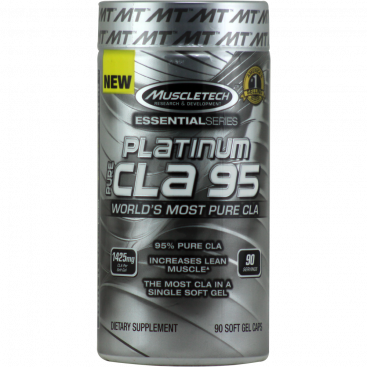 MT MT MT MT MT
NEW
MUSCLETECH
RESEARCH & DEVELOPMENT
ESSENTIALSERIES
PLATINUM
PURE
CLA 95
WORLD'S MOST PURE CLA
95% PURE CLA
1425mg
INCREASES LEAN
MUSCLE
90
THE MOST CLA IN A
SINGLE SOFT GEL
DIETARY SUPPLEMENT
90 SOFT GEL CAPS